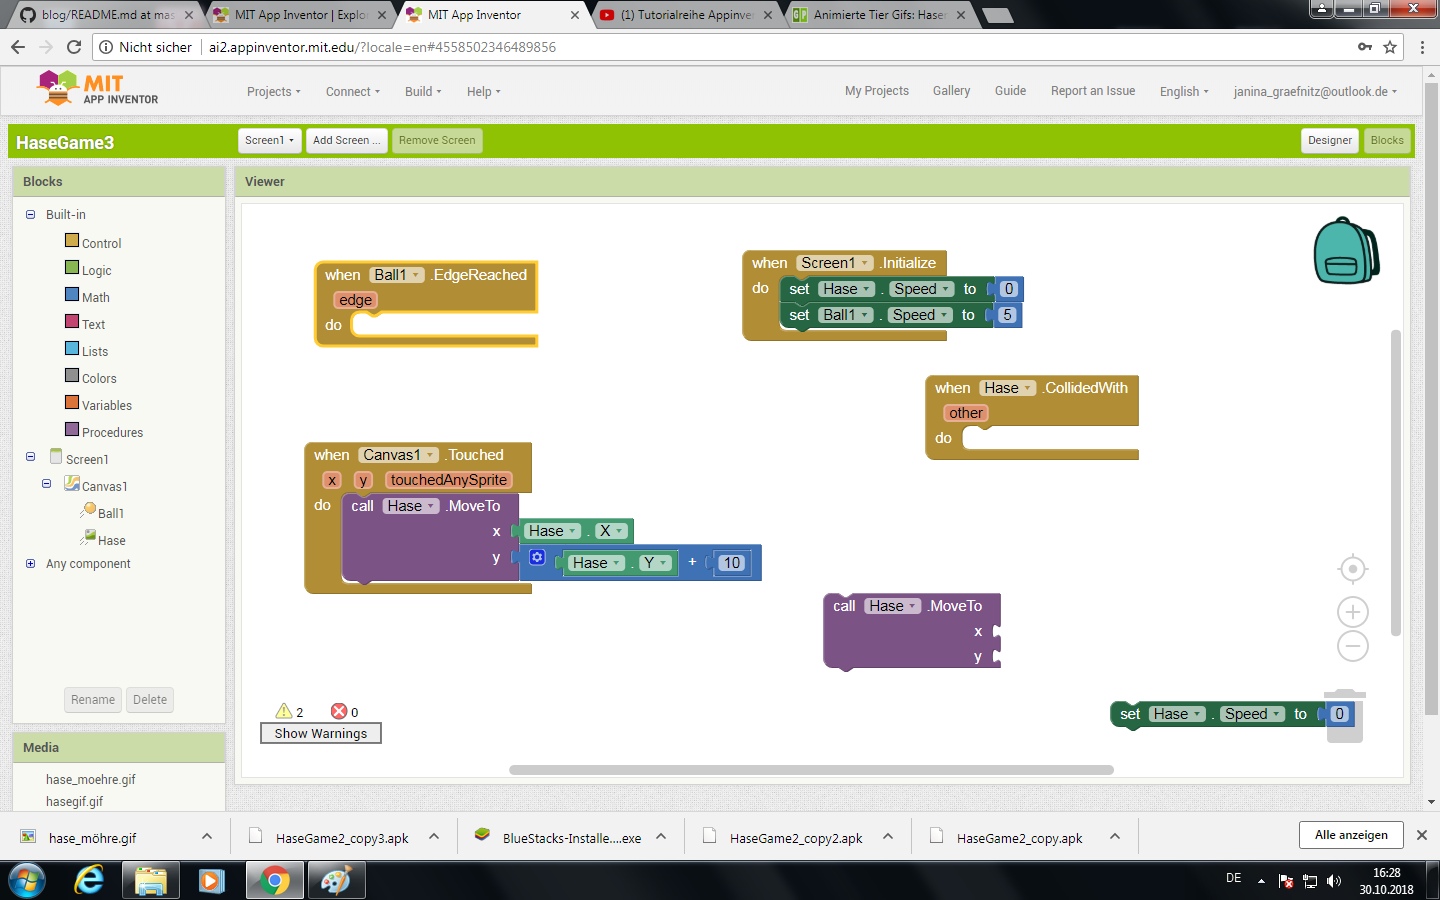 blog/README.md at mas
MIT App Inventor | Explo
MIT App Inventor
(1) Tutorialreihe Appinven
Animierte Tier Gifs: Hasen
Nicht sicher | ai2.appinventor.mit.edu/?locale=en#4558502346489856
MIT
APP INVENTOR
Projects Connect Build Help My Projects Gallery Guide Report an Issue English janina_graefnitz@outlook.de
HaseGame3 Screen1 Add Screen ... Remove Screen Designer Blocks
Blocks
Viewer
Built-in
Control
Logic
Math
Text
Lists
Colors
Variables
Procedures
Screen1
Canvas1
Ball1
Hase
Any component
Rename Delete
Media
hase_moehre.gif
hasegif.gif
when Ball1 .EdgeReached
edge
do
when Screen1 .Initialize
do set Hase . Speed to 0
set Ball1 . Speed to 5
when Hase .CollidedWith
other
do
when Canvas1 .Touched
x y touchedAnySprite
do call Hase .MoveTo
x Hase . X
y Hase . Y + 10
call Hase .MoveTo
x
y
set Hase . Speed to 0
2 0
Show Warnings
hase_möhre.gif
HaseGame2_copy3.apk
BlueStacks-Installe....exe
HaseGame2_copy2.apk
HaseGame2_copy.apk
Alle anzeigen
DE
16:28
30.10.2018